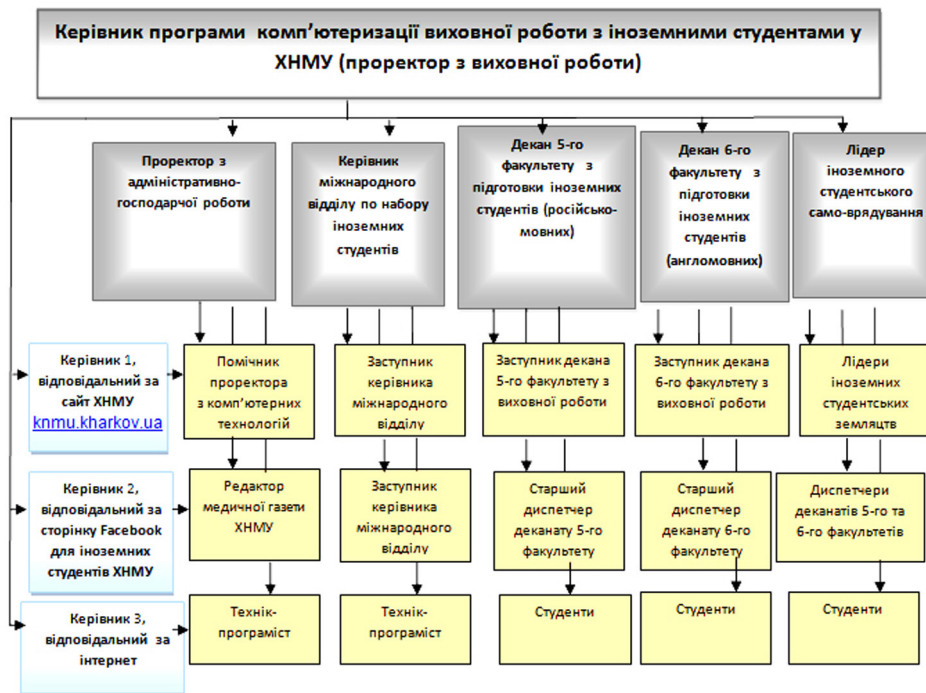 Керівник програми комп’ютеризації виховної роботи з іноземними студентами у
ХНМУ (проректор з виховної роботи)
Проректор з
адміністративно-
господарчої роботи
Керівник
міжнародного
відділу по набору
іноземних
студентів
Декан 5-го
факультету з
підготовки іноземних
студентів (російсько-
мовних)
Декан 6-го
факультету з
підготовки
іноземних
студентів
(англомовних)
Лідер
іноземного
студентського
само-врядування
Керівник 1,
відповідальний за
сайт ХНМУ
knmu.kharkov.ua
Помічник
проректора
з комп’ютерних
технологій
Заступник
керівника
міжнародного
відділу
Заступник декана
5-го факультету з
виховної роботи
Заступник декана
6-го факультету з
виховної роботи
Лідери
іноземних
студентських
земляцтв
Керівник 2,
відповідальний за
сторінку Facebook
для іноземних
студентів ХНМУ
Редактор
медичної газети
ХНМУ
Заступник
керівника
міжнародного
відділу
Старший
диспетчер
деканату 5-го
факультету
Старший
диспетчер
деканату 6-го
факультету
Диспетчери
деканатів 5-го та
6-го факультетів
Керівник 3,
відповідальний за
інтернет
Технік-
програміст
Технік-
програміст
Студенти
Студенти
Студенти